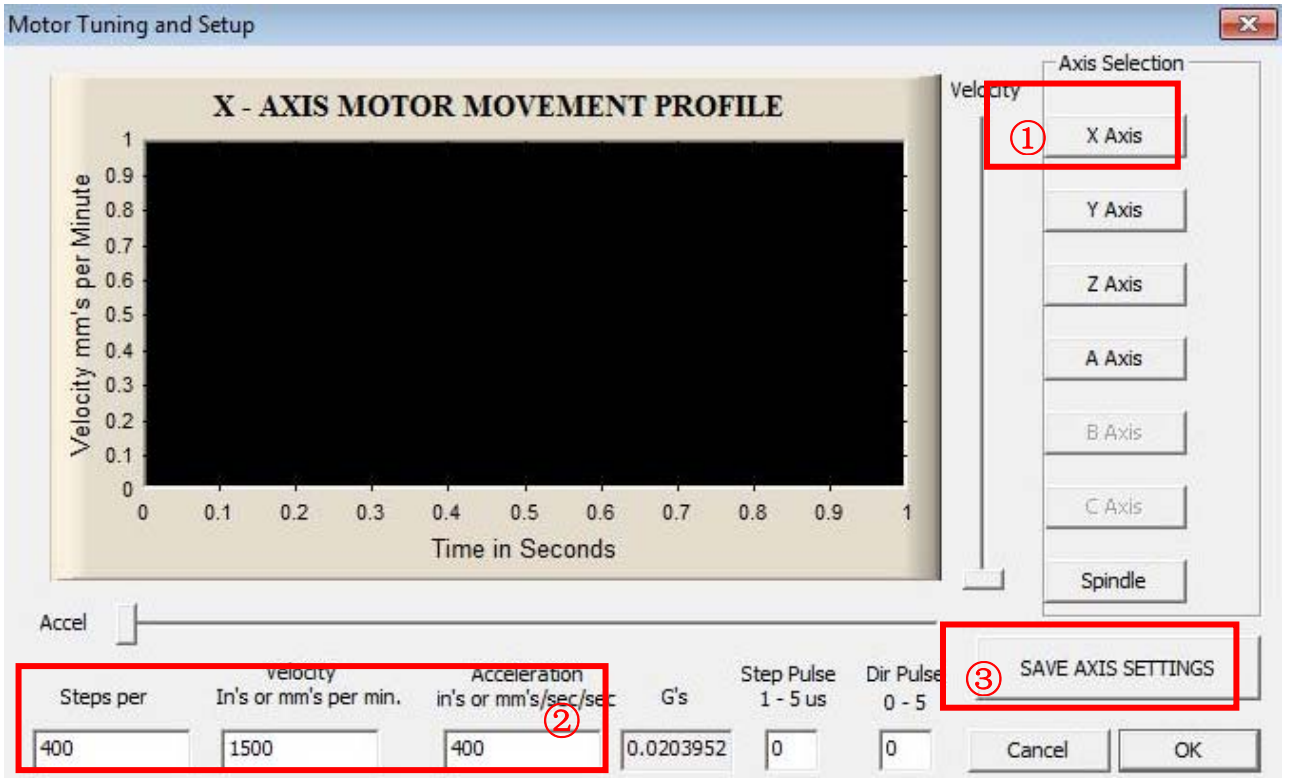 Motor Tuning and Setup
Axis Selection
X - AXIS MOTOR MOVEMENT PROFILE
Velocity
Velocity mm's per Minute
1
0.9
0.8
0.7
0.6
0.5
0.4
0.3
0.2
0.1
0
0 0.1 0.2 0.3 0.4 0.5 0.6 0.7 0.8 0.9 1
Time in Seconds
① X Axis
Y Axis
Z Axis
A Axis
B Axis
C Axis
Spindle
Accel
Steps per
Velocity
In's or mm's per min.
Acceleration
in's or mm's/sec/sec
②
G's
Step Pulse
1 - 5 us
Dir Pulse
0 - 5
③ SAVE AXIS SETTINGS
400 1500 400 0.0203952 0 0 Cancel OK